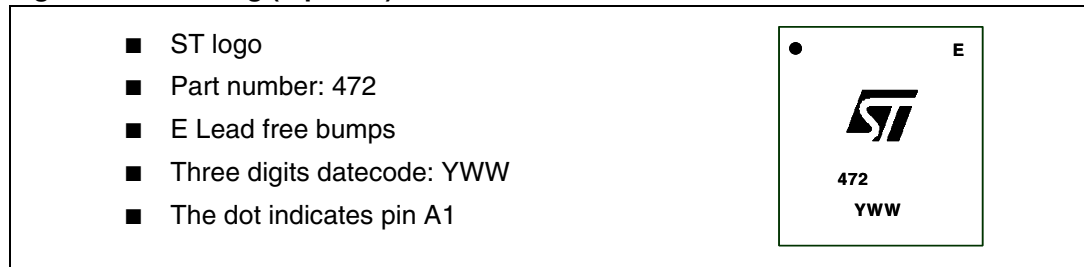 ■ ST logo
■ Part number: 472
■ E Lead free bumps
■ Three digits datecode: YWW
■ The dot indicates pin A1
E
ST
472
YWW